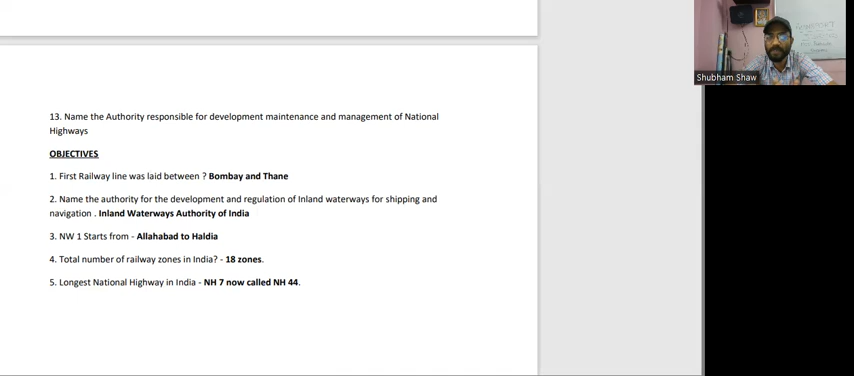 13. Name the Authority responsible for development maintenance and management of National
Highways
OBJECTIVES
1. First Railway line was laid between ? Bombay and Thane
2. Name the authority for the development and regulation of Inland waterways for shipping and
navigation . Inland Waterways Authority of India
3. NW 1 Starts from - Allahabad to Haldia
4. Total number of railway zones in India? - 18 zones.
5. Longest National Highway in India - NH 7 now called NH 44.
Shubham Shaw